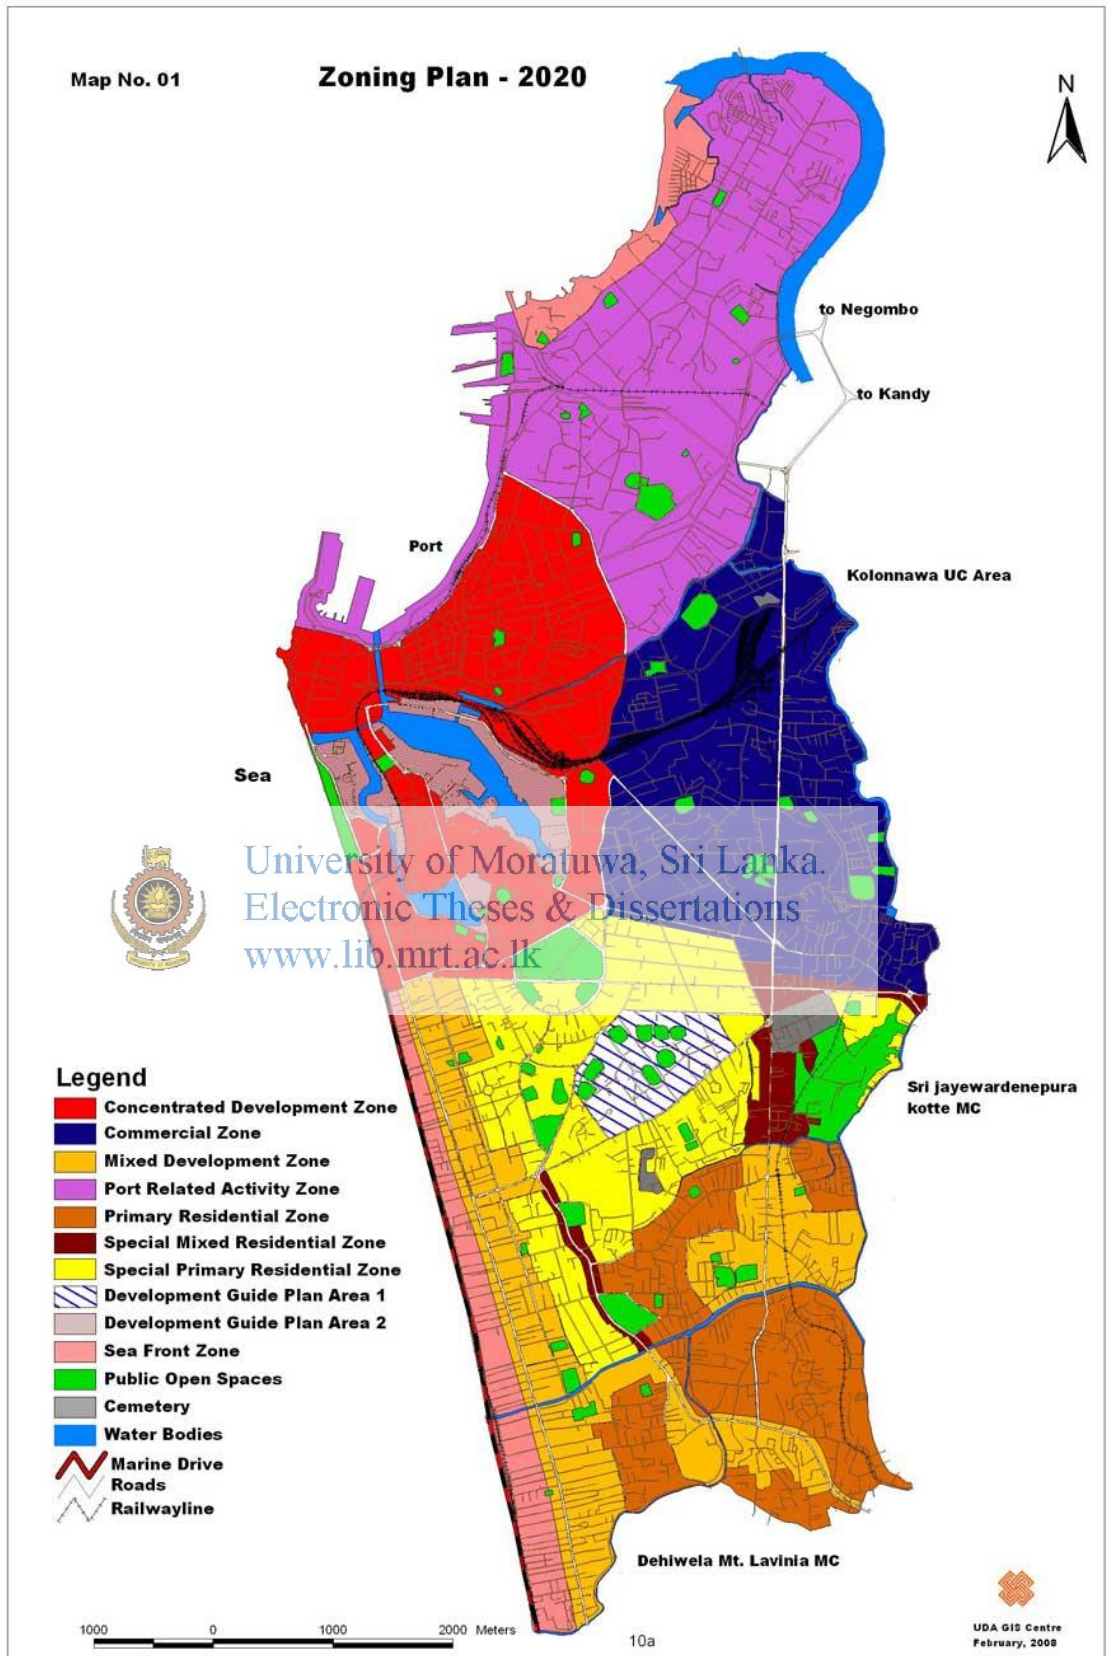 Map No. 01
Zoning Plan - 2020
N
to Negombo
to Kandy
Port
Kolonnawa UC Area
Sea
University of Moratuwa, Sri Lanka.
Electronic Theses & Dissertations
www.lib.mrt.ac.lk
Sri jayewardenepura
kotte MC
Legend
Concentrated Development Zone
Commercial Zone
Mixed Development Zone
Port Related Activity Zone
Primary Residential Zone
Special Mixed Residential Zone
Special Primary Residential Zone
Development Guide Plan Area 1
Development Guide Plan Area 2
Sea Front Zone
Public Open Spaces
Cemetery
Water Bodies
Marine Drive
Roads
Railwayline
Dehiwela Mt. Lavinia MC
1000 0 1000 2000 Meters
10a
UDA GIS Centre
February, 2008